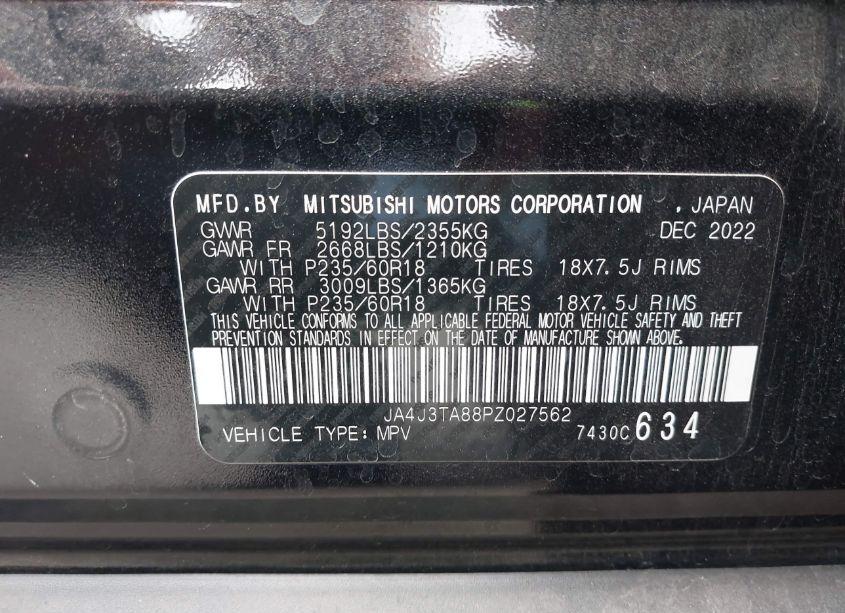 MFD.BY MITSUBISHI MOTORS CORPORATION , JAPAN
GWWR 5192LBS/2355KG DEC 2022
GAWR FR 2668LBS/1210KG
WITH P235/60R18 TIRES 18X7.5J RIMS
GAWR RR 3009LBS/1365KG
WITH P235/60R18 TIRES 18X7.5J RIMS
THIS VEHICLE CONFORMS TO ALL APPLICABLE FEDERAL MOTOR VEHICLE SAFETY AND THEFT
PREVENTION STANDARDS IN EFFECT ON THE DATE OF MANUFACTURE SHOWN ABOVE.
JA4J3TA88PZ027562
VEHICLE TYPE: MPV 7430C 634